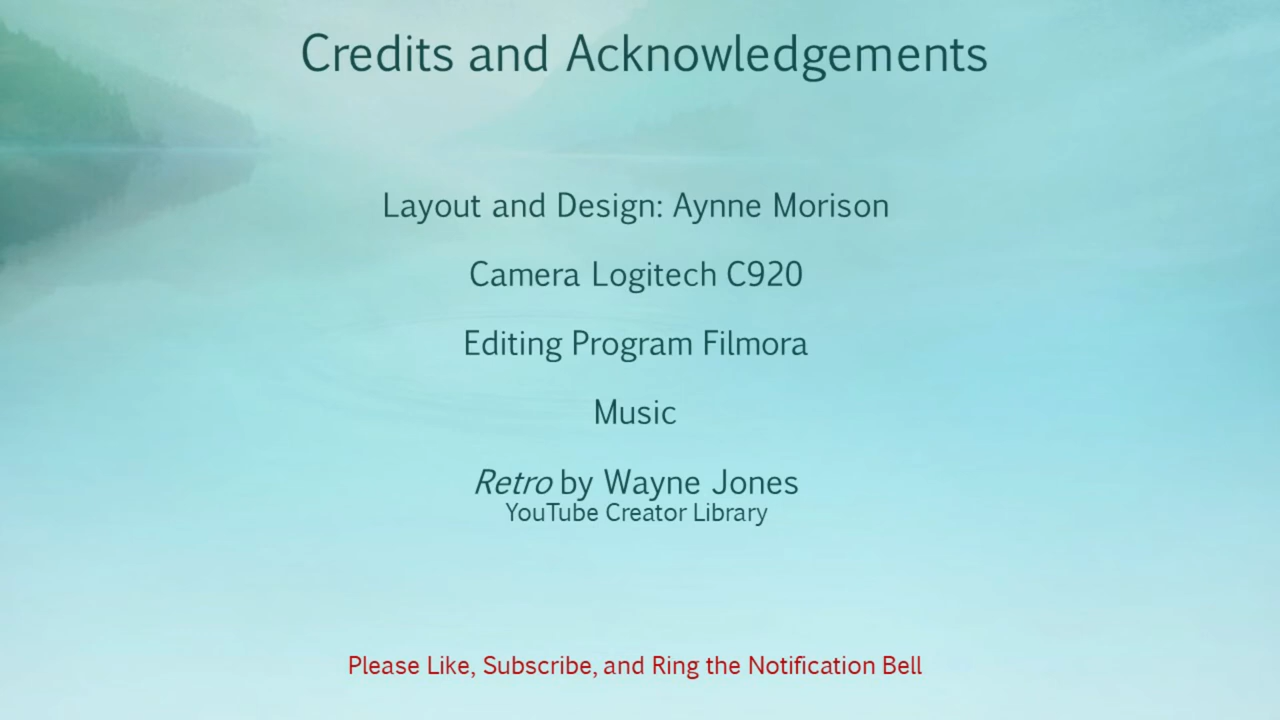 Credits and Acknowledgements
Layout and Design: Aynne Morison
Camera Logitech C920
Editing Program Filmora
Music
Retro by Wayne Jones
YouTube Creator Library
Please Like, Subscribe, and Ring the Notification Bell